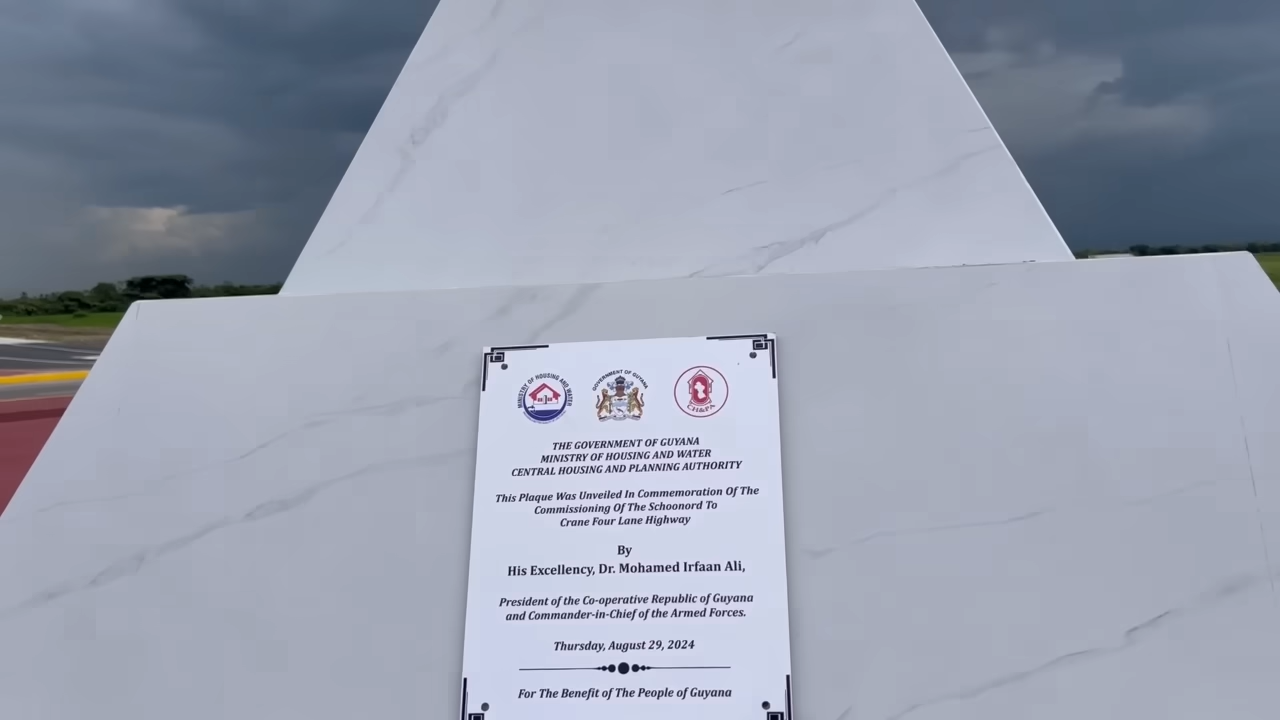 MINISTRY OF HOUSING AND WATER
GOVERNMENT OF GUYANA
CH&PA
THE GOVERNMENT OF GUYANA
MINISTRY OF HOUSING AND WATER
CENTRAL HOUSING AND PLANNING AUTHORITY
This Plaque Was Unveiled In Commemoration Of The
Commissioning Of The Schoonord To
Crane Four Lane Highway
By
His Excellency, Dr. Mohamed Irfaan Ali,
President of the Co-operative Republic of Guyana
and Commander-in-Chief of the Armed Forces.
Thursday, August 29, 2024
For The Benefit of The People of Guyana